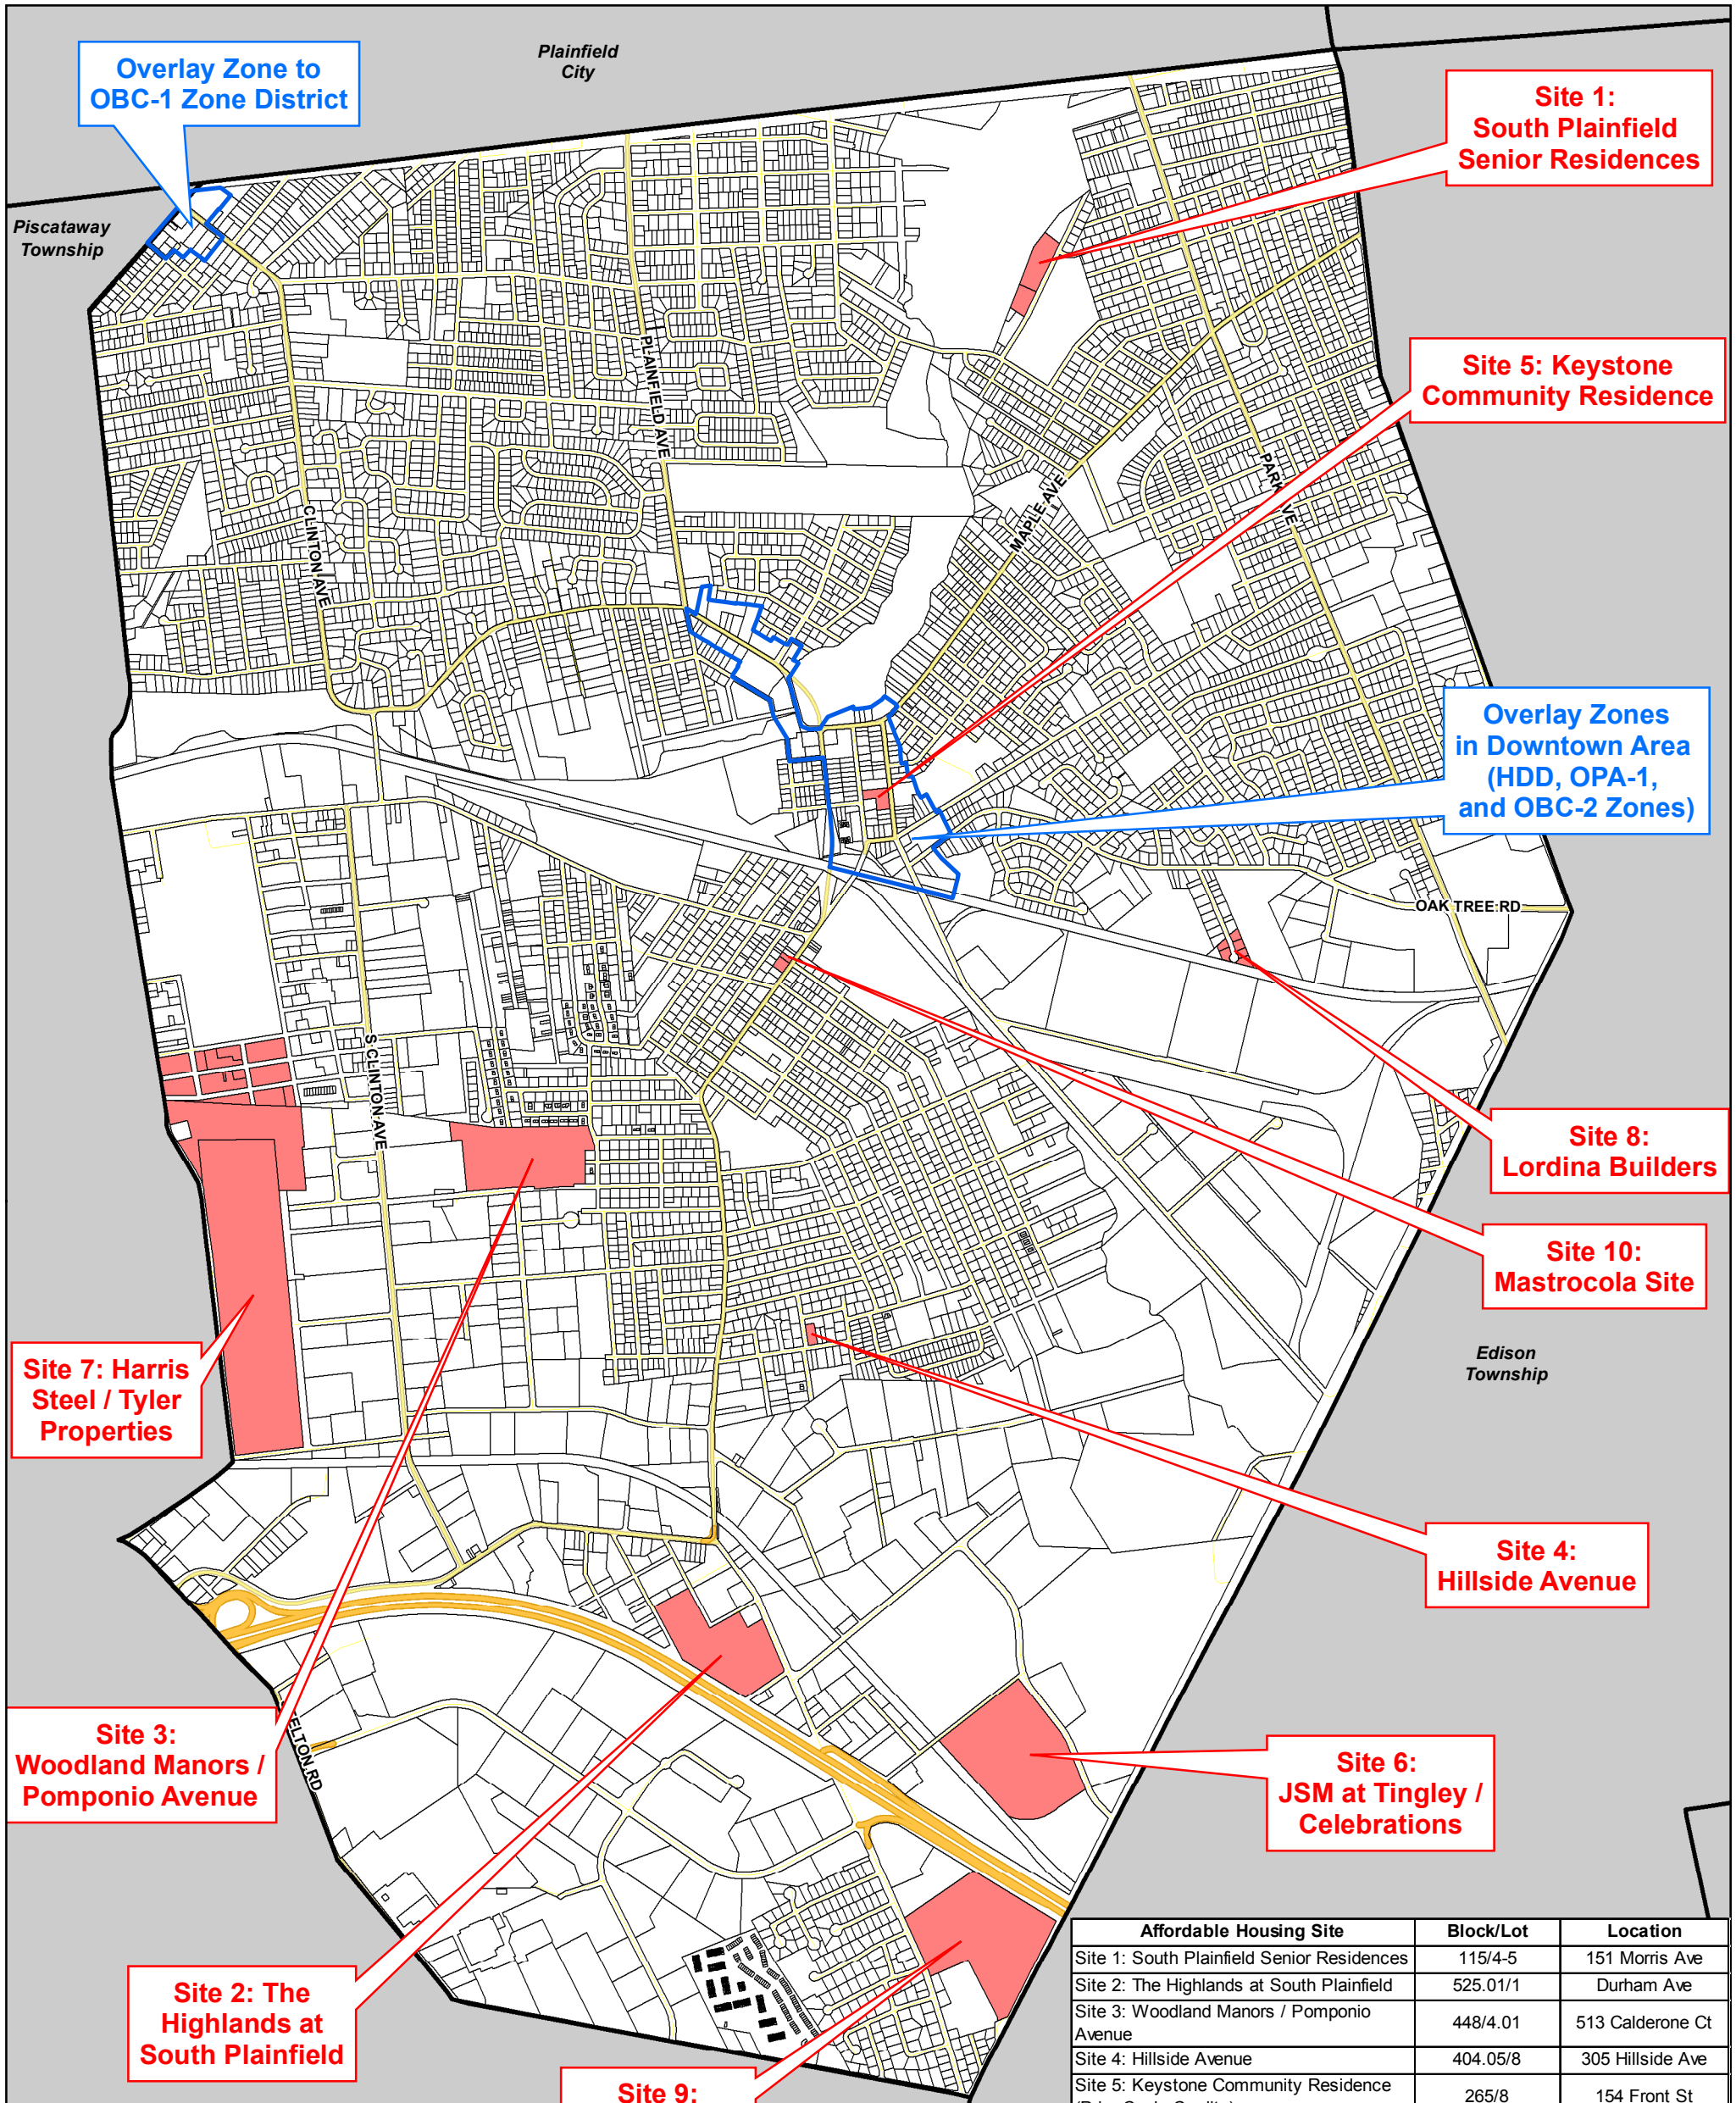 Plainfield
City
Overlay Zone to
OBC-1 Zone District
Site 1:
South Plainfield
Senior Residences
Piscataway
Township
PLAINFIELD AVE
Site 5: Keystone
Community Residence
CLINTON AVE
MAPLE AVE
PARK AVE
Overlay Zones
in Downtown Area
(HDD, OPA-1,
and OBC-2 Zones)
OAK TREE RD
S CLINTON AVE
Site 8:
Lordina Builders
Site 10:
Mastrocola Site
Site 7: Harris
Steel / Tyler
Properties
Edison
Township
Site 4:
Hillside Avenue
Site 3:
Woodland Manors /
Pomponio Avenue
ELTON RD
Site 6:
JSM at Tingley /
Celebrations
Site 2: The
Highlands at
South Plainfield
Site 9:
Affordable Housing Site Block/Lot Location
Site 1: South Plainfield Senior Residences 115/4-5 151 Morris Ave
Site 2: The Highlands at South Plainfield 525.01/1 Durham Ave
Site 3: Woodland Manors / Pomponio
Avenue 448/4.01 513 Calderone Ct
Site 4: Hillside Avenue 404.05/8 305 Hillside Ave
Site 5: Keystone Community Residence
265/8 154 Front St